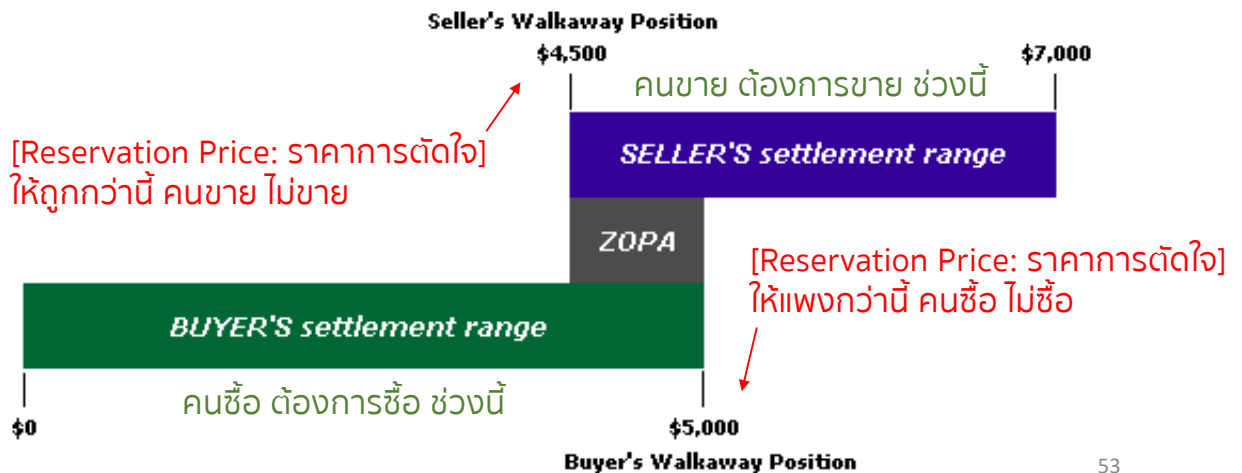 Seller's Walkaway Position
$4,500
$7,000
คนขาย ต้องการขาย ช่วงนี้
[Reservation Price: ราคาการตัดใจ]
ให้ถูกกว่านี้ คนขาย ไม่ขาย
SELLER'S settlement range
ZOPA
[Reservation Price: ราคาการตัดใจ]
ให้แพงกว่านี้ คนซื้อ ไม่ซื้อ
BUYER'S settlement range
คนซื้อ ต้องการซื้อ ช่วงนี้
$0
$5,000
Buyer's Walkaway Position
53